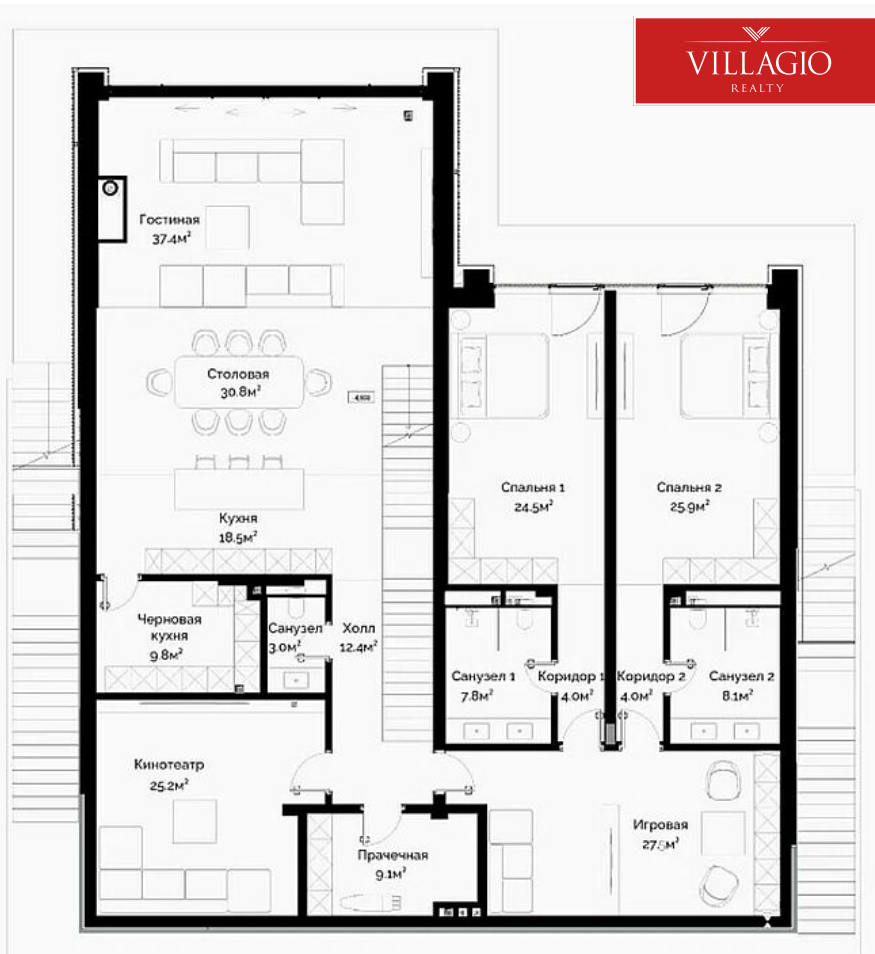 VILLAGIO
REALTY
Гостиная
37.4м²
Столовая
30.8м²
Спальня 1
24.5м²
Спальня 2
25.9м²
Кухня
18.5м²
Черновая
кухня
9.8м²
Санузел
3.0м²
Холл
12.4м²
Санузел 1
7.8м²
Коридор 1
4.0м²
Коридор 2
4.0м²
Санузел 2
8.1м²
Кинотеатр
25.2м²
Игровая
27.5м²
Прачечная
9.1м²